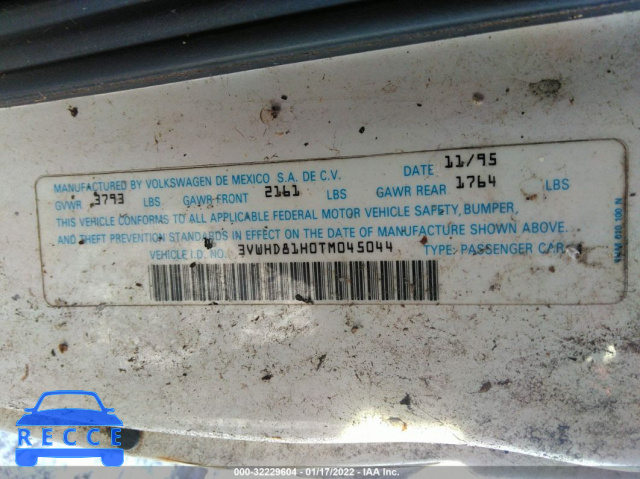 MANUFACTURED BY VOLKSWAGEN DE MEXICO S.A. DE C.V. DATE 11/95
GVWR 3793 LBS GAWR FRONT 2161 LBS GAWR REAR 1764 LBS
THIS VEHICLE CONFORMS TO ALL APPLICABLE FEDERAL MOTOR VEHICLE SAFETY, BUMPER,
AND THEFT PREVENTION STANDARDS IN EFFECT ON THE DATE OF MANUFACTURE SHOWN ABOVE.
VEHICLE I.D. NO.: 3VWHD81H0TM045044 TYPE: PASSENGER CAR
RECCE
000-32229604 - 01/17/2022 - IAA Inc.